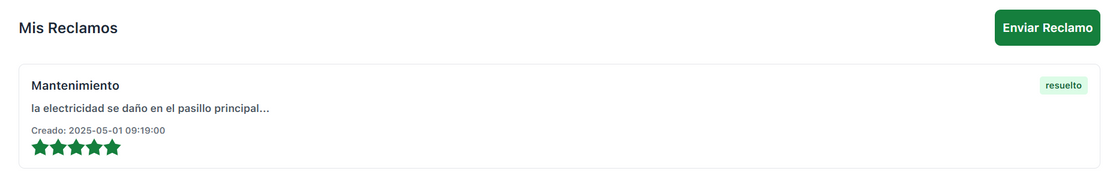 Mis Reclamos
Enviar Reclamo
Mantenimiento
resuelto
la electricidad se daño en el pasillo principal...
Creado: 2025-05-01 09:19:00